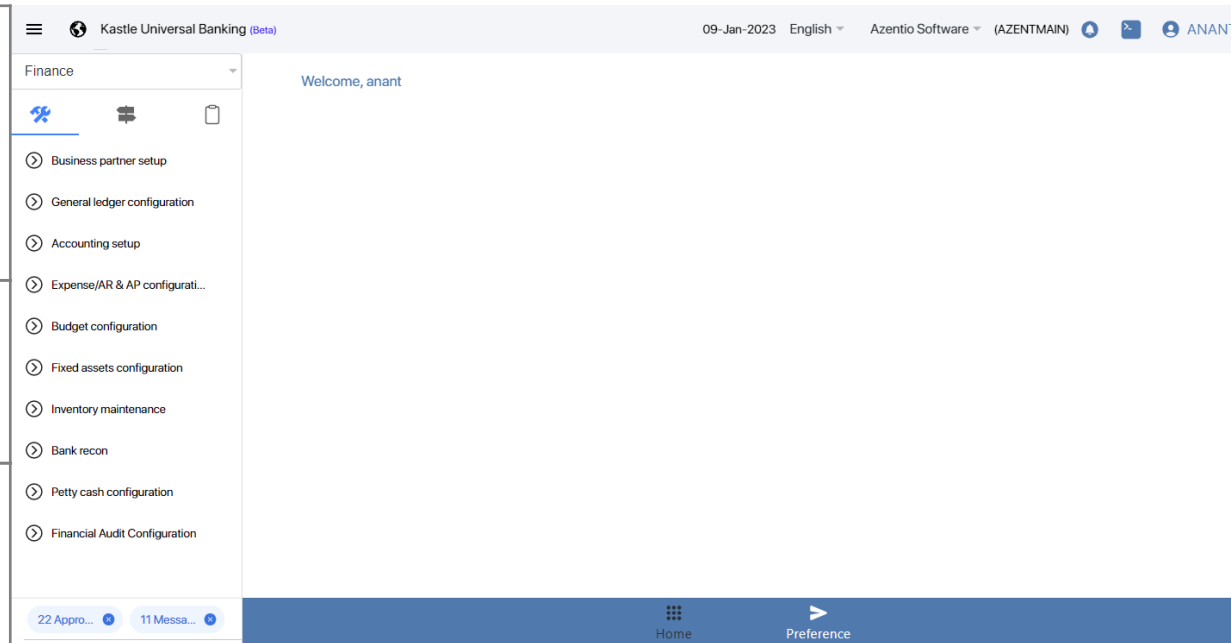 Kastle Universal Banking (Beta) 09-Jan-2023 English Azentio Software (AZENTMAIN) ANANT
Finance
Welcome, anant
Business partner setup
General ledger configuration
Accounting setup
Expense/AR & AP configurati...
Budget configuration
Fixed assets configuration
Inventory maintenance
Bank recon
Petty cash configuration
Financial Audit Configuration
22 Appro... 11 Messa...
Home Preference